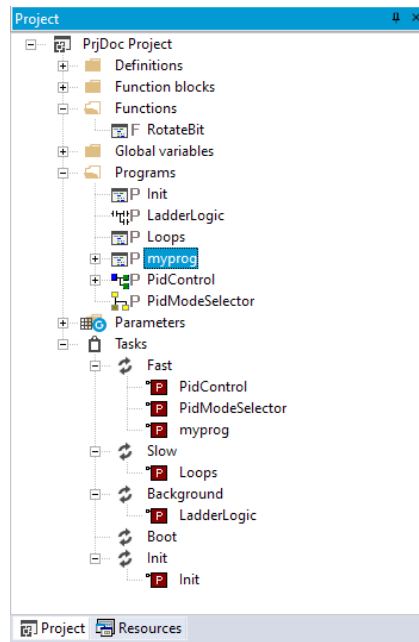 Project
PrjDoc Project
Definitions
Function blocks
Functions
F RotateBit
Global variables
Programs
P Init
P LadderLogic
P Loops
P myprog
P PidControl
P PidModeSelector
Parameters
Tasks
Fast
P PidControl
P PidModeSelector
P myprog
Slow
P Loops
Background
P LadderLogic
Boot
Init
P Init
Project Resources